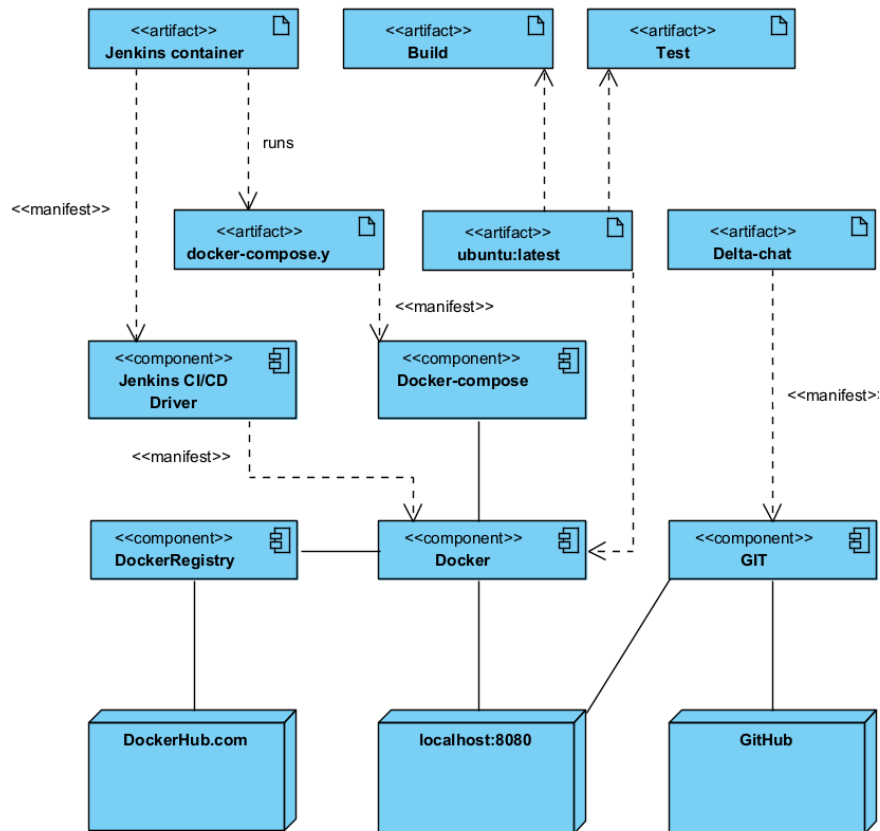 <<artifact>>
Jenkins container
<<artifact>>
Build
<<artifact>>
Test
runs
<<manifest>>
<<artifact>>
docker-compose.y
<<artifact>>
ubuntu:latest
<<artifact>>
Delta-chat
<<manifest>>
<<component>>
Jenkins CI/CD
Driver
<<component>>
Docker-compose
<<manifest>
<<manifest>>
<<component>>
DockerRegistry
<<component>>
Docker
<<component>>
GIT
DockerHub.com
localhost:8080
GitHub